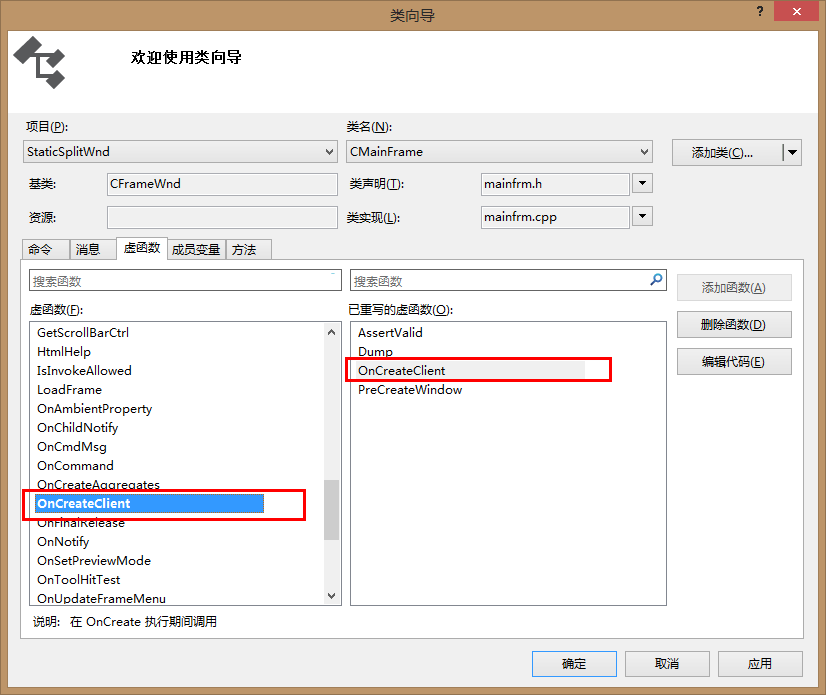 类向导
?
欢迎使用类向导
项目(P):
类名(N):
StaticSplitWnd
CMainFrame
添加类(C)...
基类:
CFrameWnd
类声明(T):
mainfrm.h
资源:
类实现(L):
mainfrm.cpp
命令
消息
虚函数
成员变量
方法
搜索函数
搜索函数
添加函数(A)
虚函数(F):
已重写的虚函数(O):
删除函数(D)
编辑代码(E)
GetScrollBarCtrl
HtmlHelp
IsInvokeAllowed
LoadFrame
OnAmbientProperty
OnChildNotify
OnCmdMsg
OnCommand
OnCreateAggregates
OnCreateClient
OnFinalRelease
OnNotify
OnSetPreviewMode
OnToolHitTest
OnUpdateFrameMenu
AssertValid
Dump
OnCreateClient
PreCreateWindow
说明: 在 OnCreate 执行期间调用
确定
取消
应用